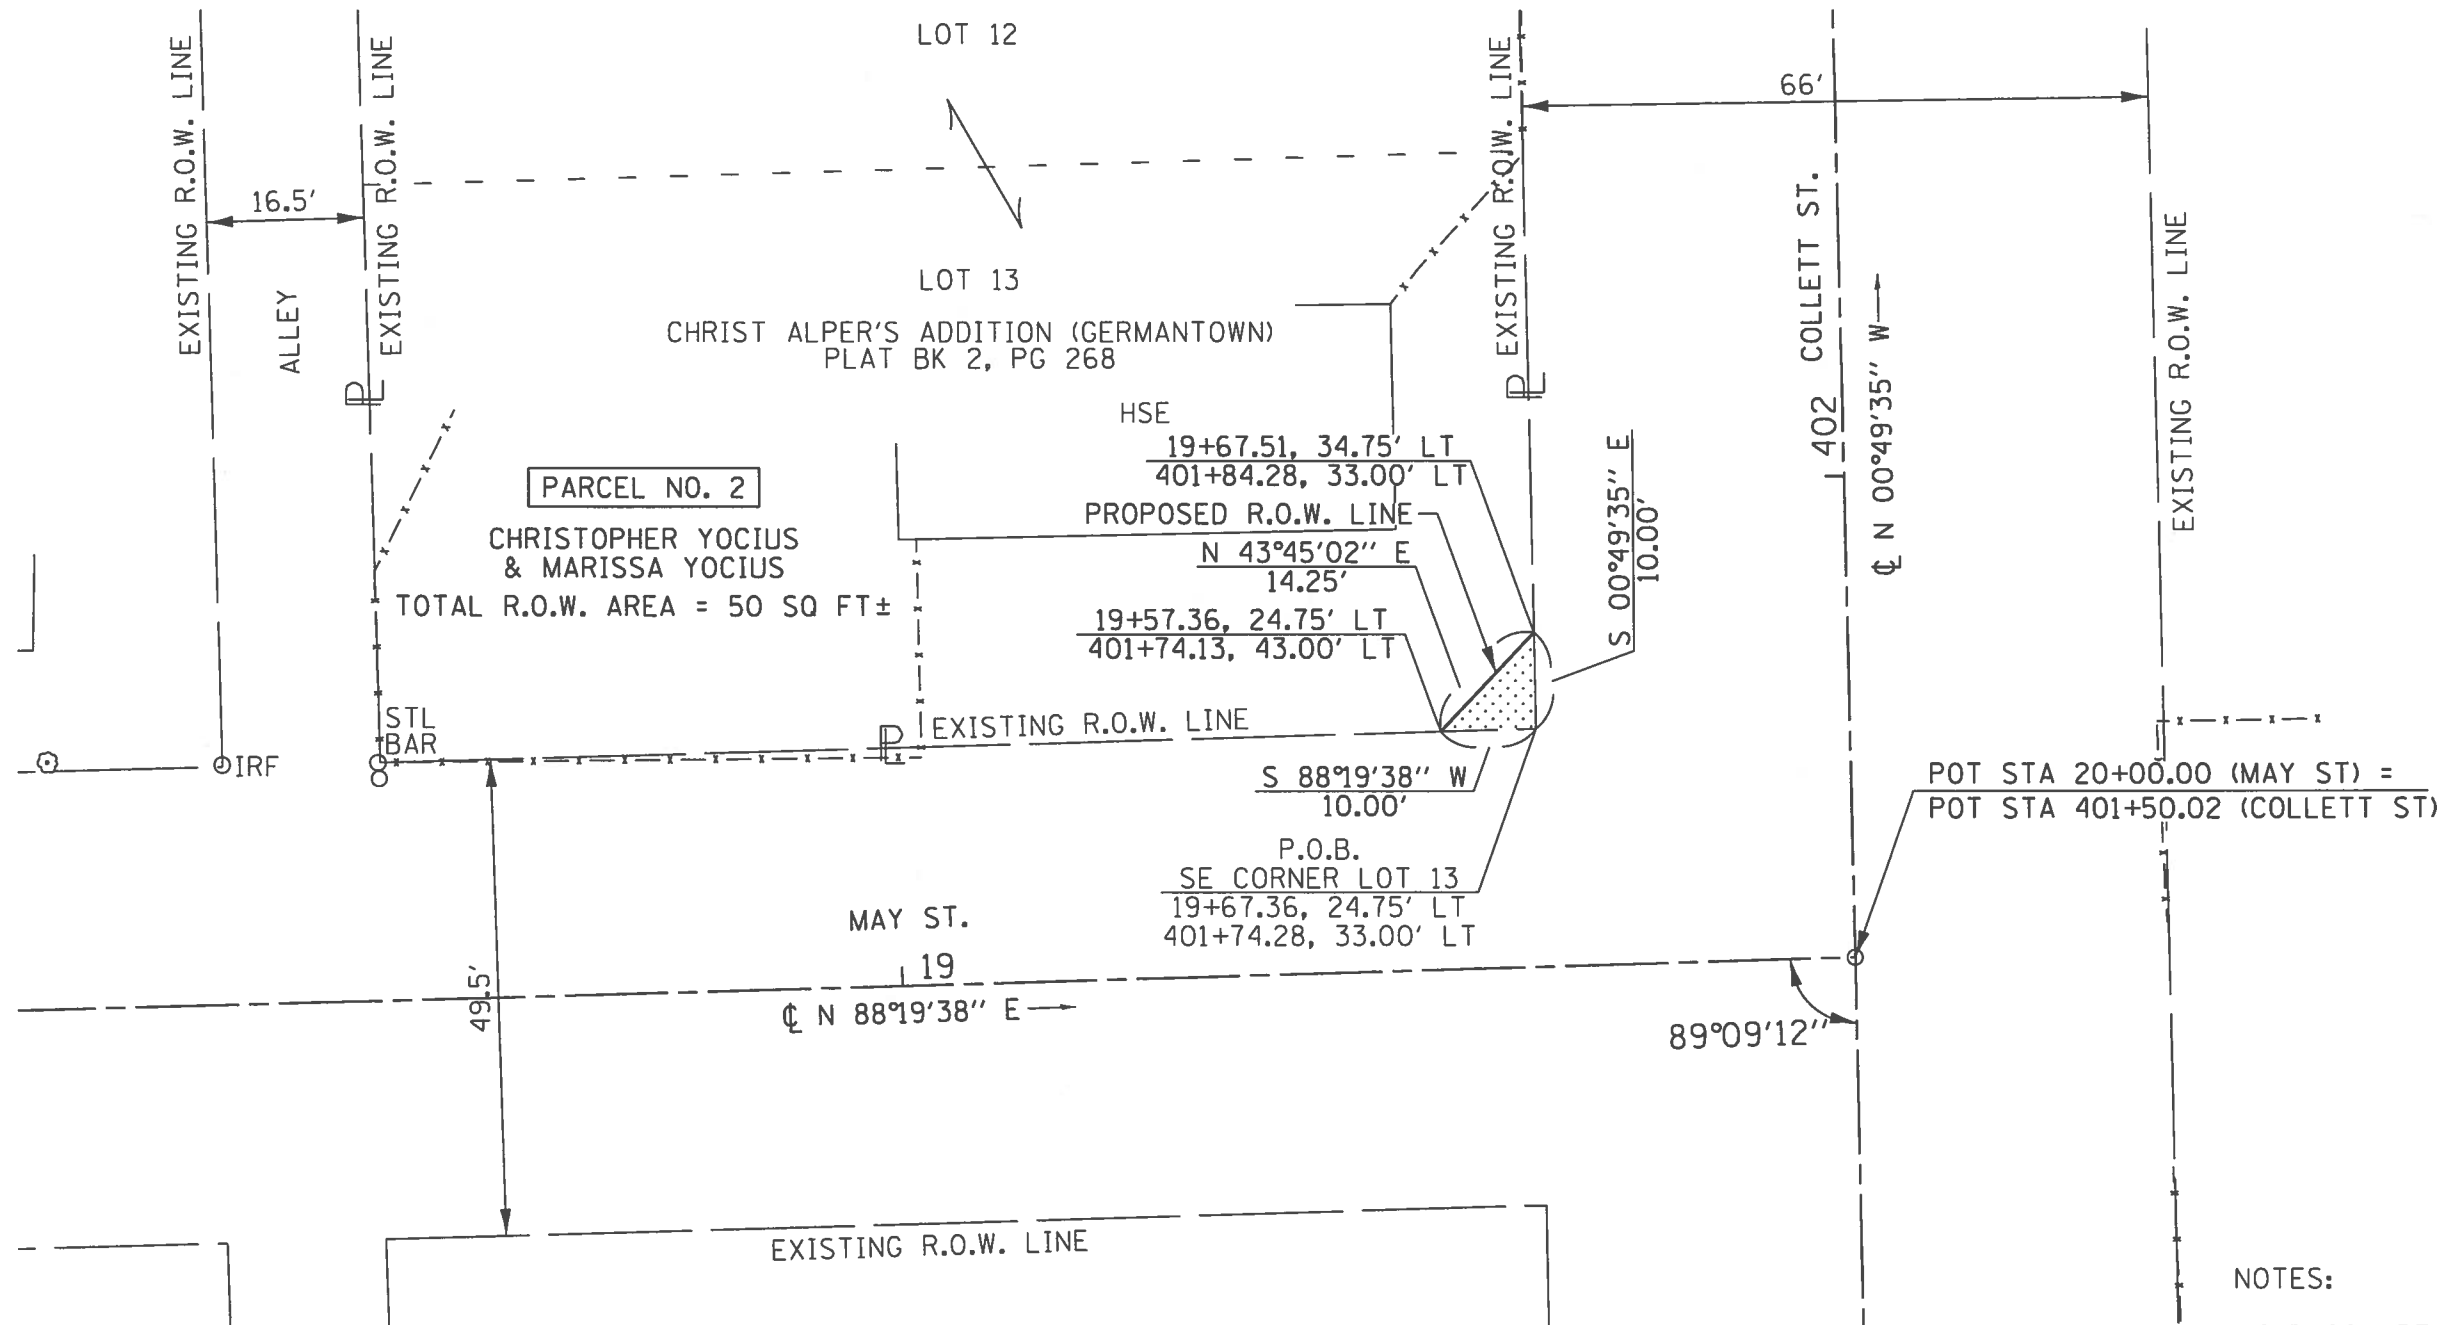 LOT 12
EXISTING R.O.W. LINE
EXISTING R.O.W. LINE
EXISTING R.O.W. LINE
66'
16.5'
ALLEY
LOT 13
CHRIST ALPER'S ADDITION (GERMANTOWN)
PLAT BK 2, PG 268
COLLETT ST.
402
℄ N 00°49'35" W
EXISTING R.O.W. LINE
PL
PL
HSE
19+67.51, 34.75' LT
401+84.28, 33.00' LT
PARCEL NO. 2
CHRISTOPHER YOCIUS
& MARISSA YOCIUS
TOTAL R.O.W. AREA = 50 SQ FT±
PROPOSED R.O.W. LINE
N 43°45'02" E
14.25'
S 00°49'35" E
10.00'
19+57.36, 24.75' LT
401+74.13, 43.00' LT
STL
BAR
IRF
PL
EXISTING R.O.W. LINE
S 88°19'38" W
10.00'
POT STA 20+00.00 (MAY ST) =
POT STA 401+50.02 (COLLETT ST)
P.O.B.
SE CORNER LOT 13
19+67.36, 24.75' LT
401+74.28, 33.00' LT
MAY ST.
19
℄ N 88°19'38" E
49.5'
89°09'12"
EXISTING R.O.W. LINE
NOTES: